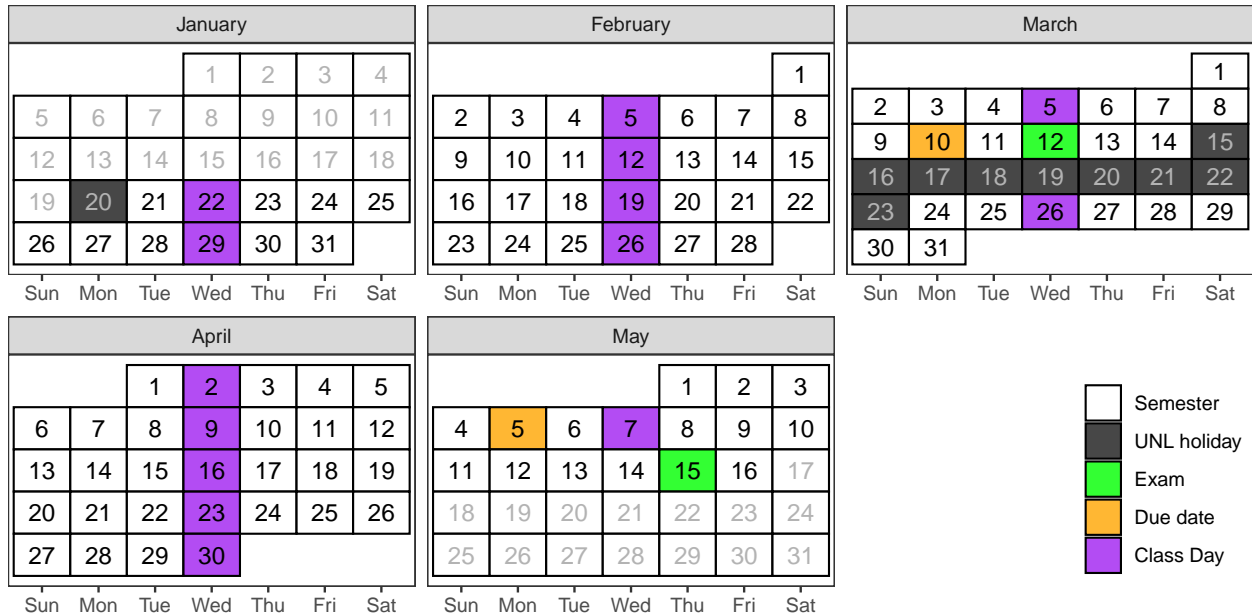 January
1 2 3 4
5 6 7 8 9 10 11
12 13 14 15 16 17 18
19 20 21 22 23 24 25
26 27 28 29 30 31
Sun Mon Tue Wed Thu Fri Sat
February
1
2 3 4 5 6 7 8
9 10 11 12 13 14 15
16 17 18 19 20 21 22
23 24 25 26 27 28
Sun Mon Tue Wed Thu Fri Sat
March
1
2 3 4 5 6 7 8
9 10 11 12 13 14 15
16 17 18 19 20 21 22
23 24 25 26 27 28 29
30 31
Sun Mon Tue Wed Thu Fri Sat
April
1 2 3 4 5
6 7 8 9 10 11 12
13 14 15 16 17 18 19
20 21 22 23 24 25 26
27 28 29 30
Sun Mon Tue Wed Thu Fri Sat
May
1 2 3
4 5 6 7 8 9 10
11 12 13 14 15 16 17
18 19 20 21 22 23 24
25 26 27 28 29 30 31
Sun Mon Tue Wed Thu Fri Sat
Semester
UNL holiday
Exam
Due date
Class Day